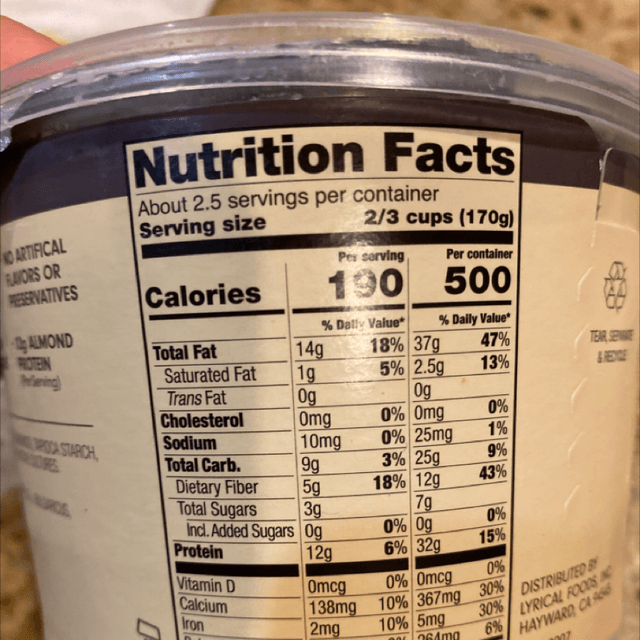 Nutrition Facts
About 2.5 servings per container
Serving size 2/3 cups (170g)
Per serving Per container
Calories 190 500
% Daily Value* % Daily Value*
Total Fat 14g 18% 37g 47%
Saturated Fat 1g 5% 2.5g 13%
Trans Fat 0g 0g
Cholesterol 0mg 0% 0mg 0%
Sodium 10mg 0% 25mg 1%
Total Carb. 9g 3% 25g 9%
Dietary Fiber 5g 18% 12g 43%
Total Sugars 3g 7g
Incl. Added Sugars 0g 0% 0g 0%
Protein 12g 6% 32g 15%
Vitamin D 0mcg 0% 0mcg 0%
Calcium 138mg 10% 367mg 30%
Iron 2mg 10% 5mg 30%
6%
NO ARTIFICAL
FLAVORS OR
PRESERVATIVES
12g ALMOND
PROTEIN
(Per Serving)
TAPIOCA STARCH,
TEAR, SEPARATE
& RECYCLE
DISTRIBUTED BY
LYRICAL FOODS, INC.
HAYWARD, CA